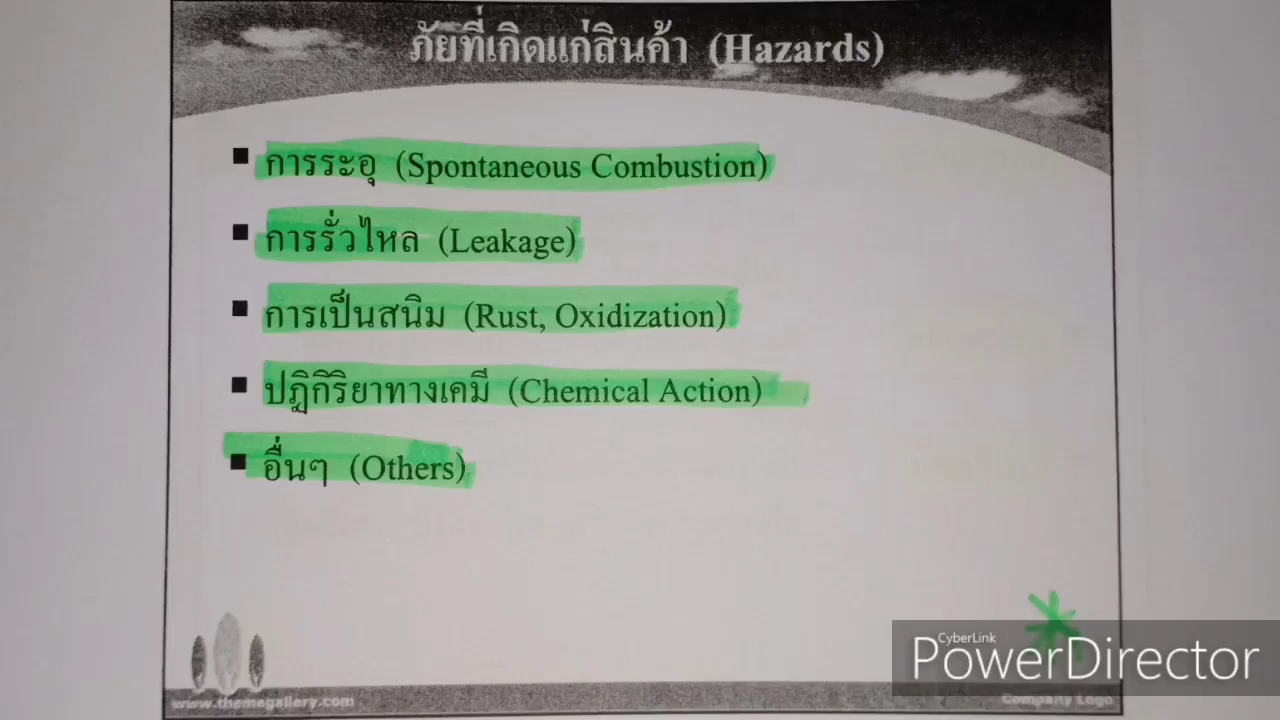 ภัยที่เกิดแก่สินค้า (Hazards)
▪ การระอุ (Spontaneous Combustion)
▪ การรั่วไหล (Leakage)
▪ การเป็นสนิม (Rust, Oxidization)
▪ ปฏิกิริยาทางเคมี (Chemical Action)
▪ อื่นๆ (Others)
CyberLink
PowerDirector
www.themegallery.com
Company Logo